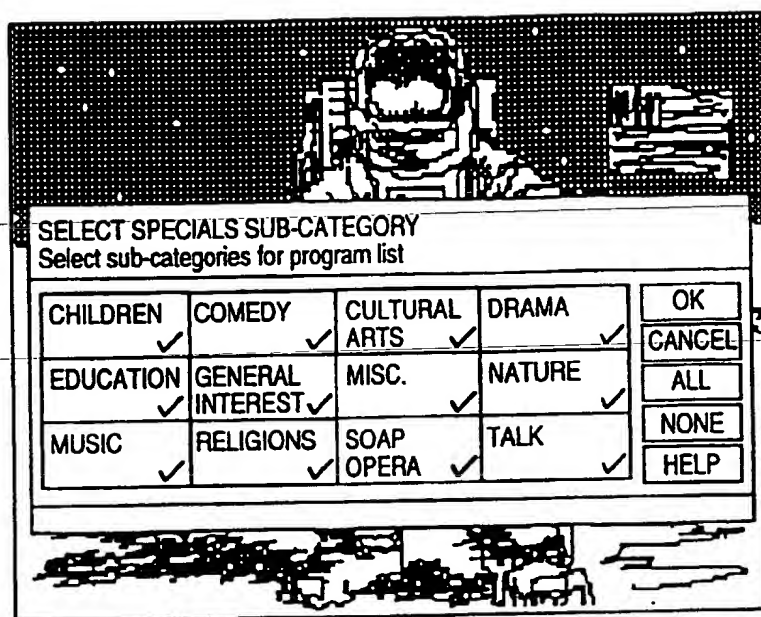 SELECT SPECIALS SUB-CATEGORY
Select sub-categories for program list
CHILDREN COMEDY CULTURAL ARTS DRAMA
EDUCATION GENERAL INTEREST MISC. NATURE
MUSIC RELIGIONS SOAP OPERA TALK
OK
CANCEL
ALL
NONE
HELP